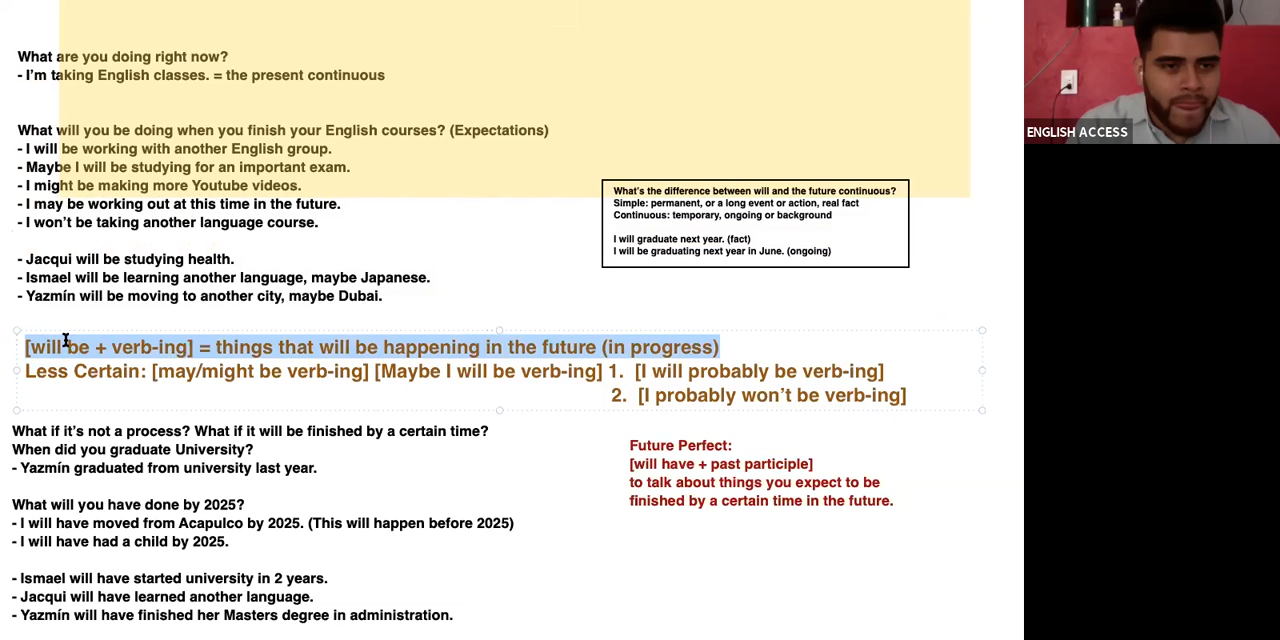 What are you doing right now?
- I'm taking English classes. = the present continuous
What will you be doing when you finish your English courses? (Expectations)
- I will be working with another English group.
- Maybe I will be studying for an important exam.
- I might be making more Youtube videos.
- I may be working out at this time in the future.
- I won't be taking another language course.
- Jacqui will be studying health.
- Ismael will be learning another language, maybe Japanese.
- Yazmín will be moving to another city, maybe Dubai.
What's the difference between will and the future continuous?
Simple: permanent, or a long event or action, real fact
Continuous: temporary, ongoing or background
I will graduate next year. (fact)
I will be graduating next year in June. (ongoing)
[will be + verb-ing] = things that will be happening in the future (in progress)
Less Certain: [may/might be verb-ing] [Maybe I will be verb-ing] 1. [I will probably be verb-ing]
2. [I probably won't be verb-ing]
What if it's not a process? What if it will be finished by a certain time?
When did you graduate University?
- Yazmín graduated from university last year.
What will you have done by 2025?
- I will have moved from Acapulco by 2025. (This will happen before 2025)
- I will have had a child by 2025.
- Ismael will have started university in 2 years.
- Jacqui will have learned another language.
- Yazmín will have finished her Masters degree in administration.
Future Perfect:
[will have + past participle]
to talk about things you expect to be
finished by a certain time in the future.
ENGLISH ACCESS